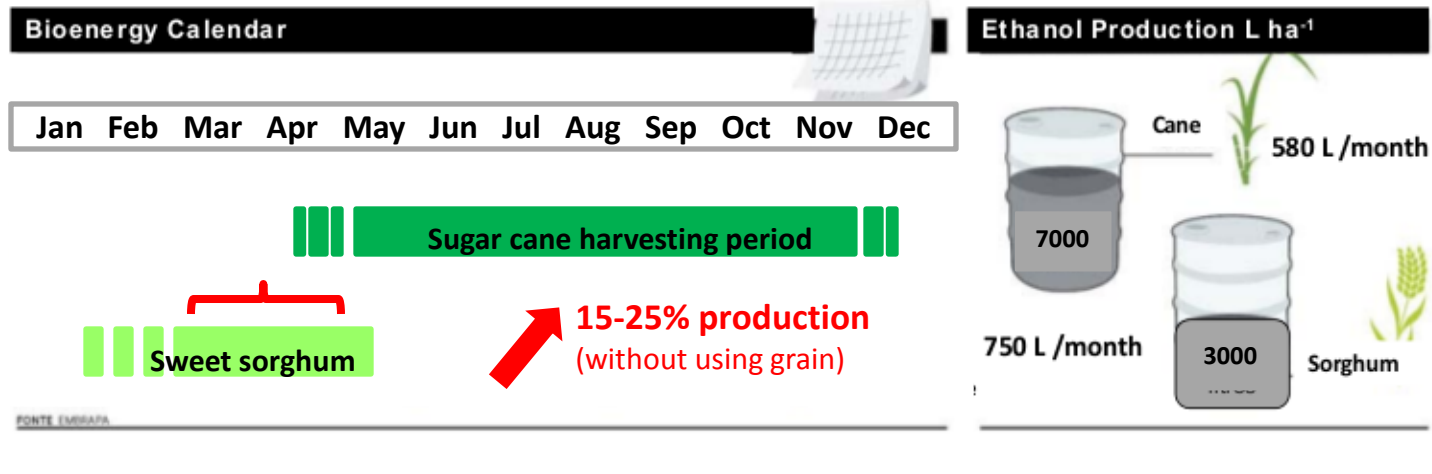 Bioenergy Calendar
Jan Feb Mar Apr May Jun Jul Aug Sep Oct Nov Dec
Sugar cane harvesting period
Sweet sorghum
15-25% production
(without using grain)
FONTE EMBRAPA
Ethanol Production L ha⁻¹
Cane
580 L /month
7000
750 L /month
3000
Sorghum